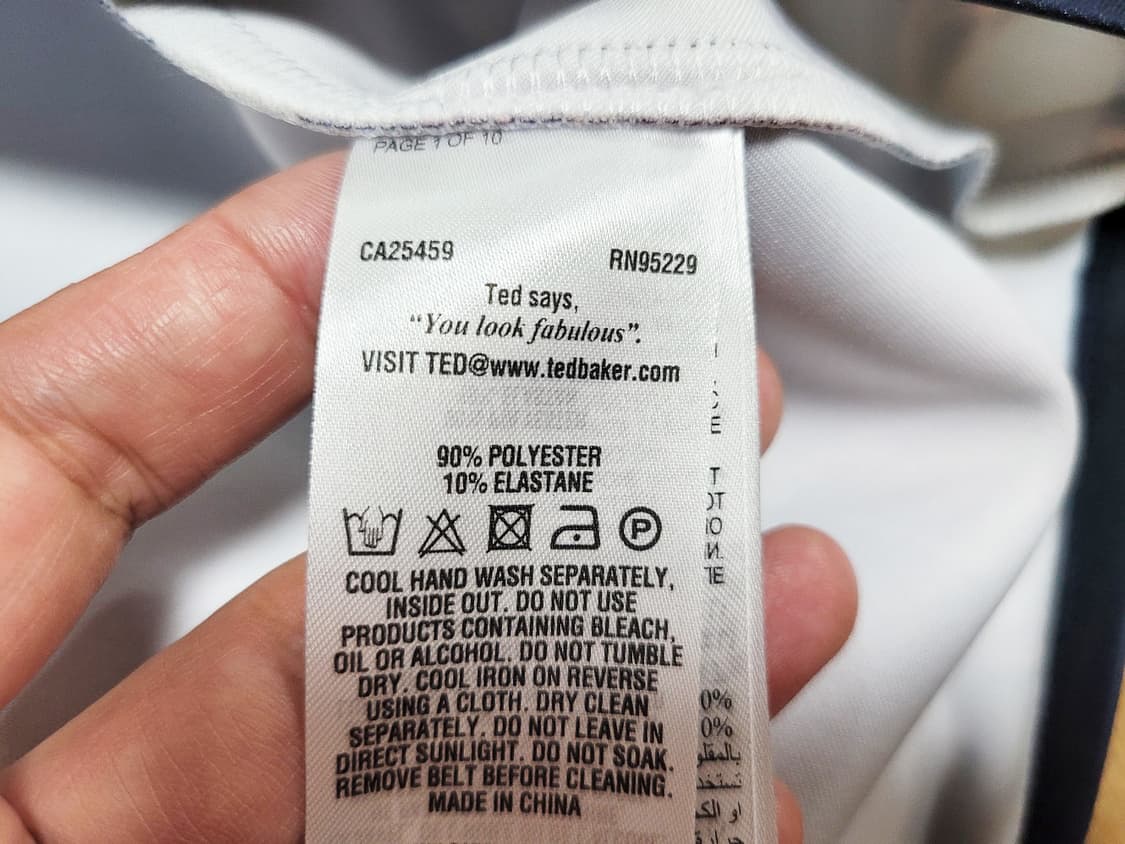 PAGE 1 OF 10
CA25459 RN95229
Ted says,
“You look fabulous”.
VISIT TED@www.tedbaker.com
90% POLYESTER
10% ELASTANE
P
COOL HAND WASH SEPARATELY,
INSIDE OUT. DO NOT USE
PRODUCTS CONTAINING BLEACH,
OIL OR ALCOHOL. DO NOT TUMBLE
DRY. COOL IRON ON REVERSE
USING A CLOTH. DRY CLEAN
SEPARATELY. DO NOT LEAVE IN
DIRECT SUNLIGHT. DO NOT SOAK.
REMOVE BELT BEFORE CLEANING.
MADE IN CHINA
0%
0%